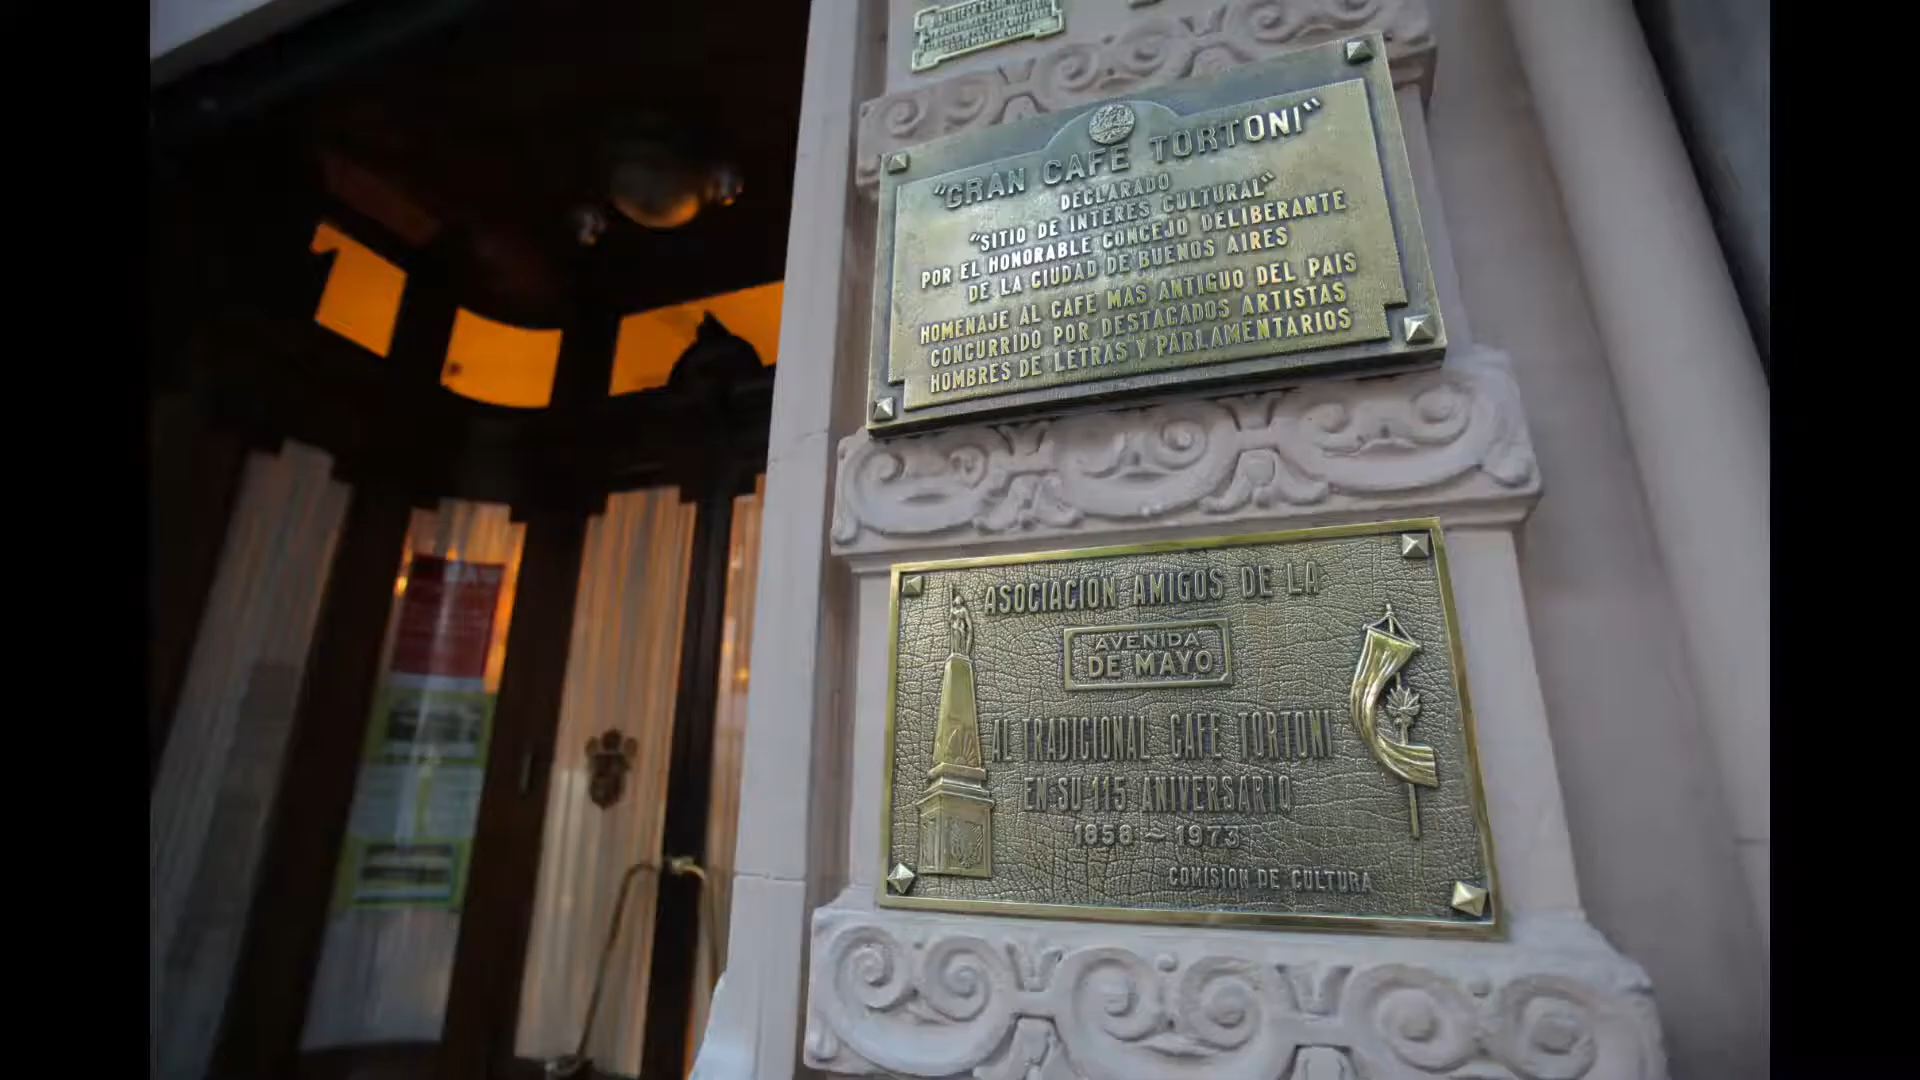 "GRAN CAFE TORTONI"
DECLARADO
"SITIO DE INTERES CULTURAL"
POR EL HONORABLE CONCEJO DELIBERANTE
DE LA CIUDAD DE BUENOS AIRES
HOMENAJE AL CAFE MAS ANTIGUO DEL PAIS
CONCURRIDO POR DESTACADOS ARTISTAS
HOMBRES DE LETRAS Y PARLAMENTARIOS
ASOCIACION AMIGOS DE LA
AVENIDA
DE MAYO
AL TRADICIONAL CAFE TORTONI
EN SU 115 ANIVERSARIO
1858 ~ 1973
COMISION DE CULTURA